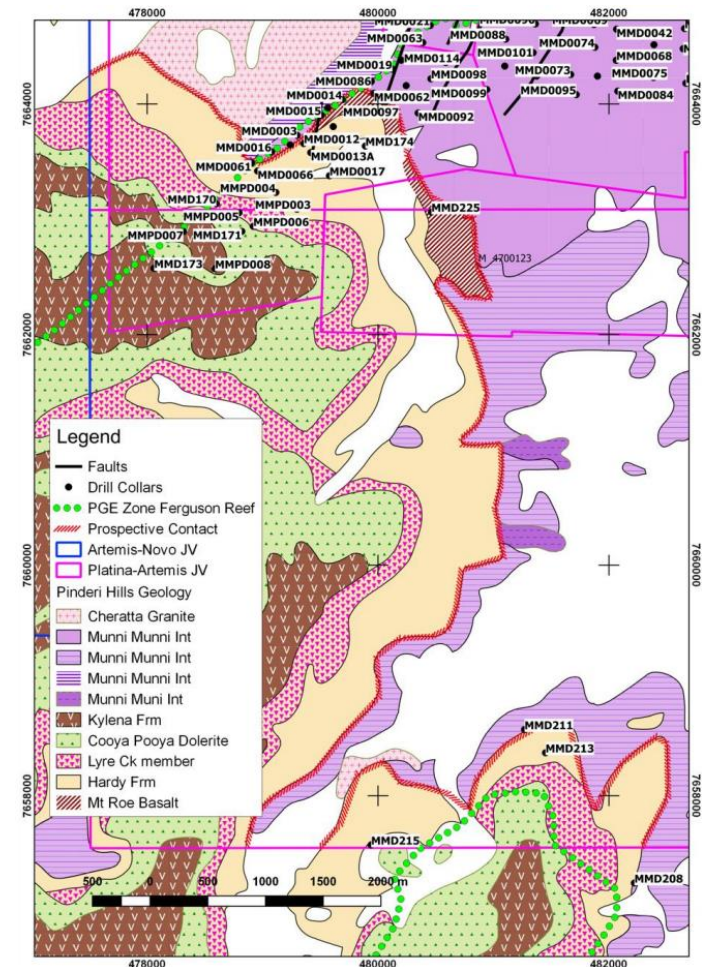 478000
480000
482000
MMD0021
MMD0063
MMD0088
MMD0042
MMD0074
MMD0101
MMD0114
MMD0068
MMD0019
MMD0098
MMD0073
MMD0075
MMD0086
MMD0062
MMD0099
MMD0095
MMD0084
MMD0014
7664000
7664000
MMD0015
MMD0097
MMD0092
MMD0003
MMD0012
MMD174
MMD0016
MMD0013A
MMD0061
MMD0066
MMD0017
MMPD004
MMD170
MMPD003
MMD225
MMPD005
MMPD006
MMPD007
MMD171
MMD173
MMPD008
M_4700123
7662000
7662000
Legend
Faults
Drill Collars
PGE Zone Ferguson Reef
Prospective Contact
Artemis-Novo JV
Platina-Artemis JV
Pinderi Hills Geology
Cheratta Granite
Munni Munni Int
Munni Munni Int
Munni Munni Int
Munni Muni Int
Kylena Frm
Cooya Pooya Dolerite
Lyre Ck member
Hardy Frm
Mt Roe Basalt
7660000
MMD211
MMD213
7658000
7658000
MMD215
MMD208
500 0 500 1000 1500 2000 m
478000
480000
482000